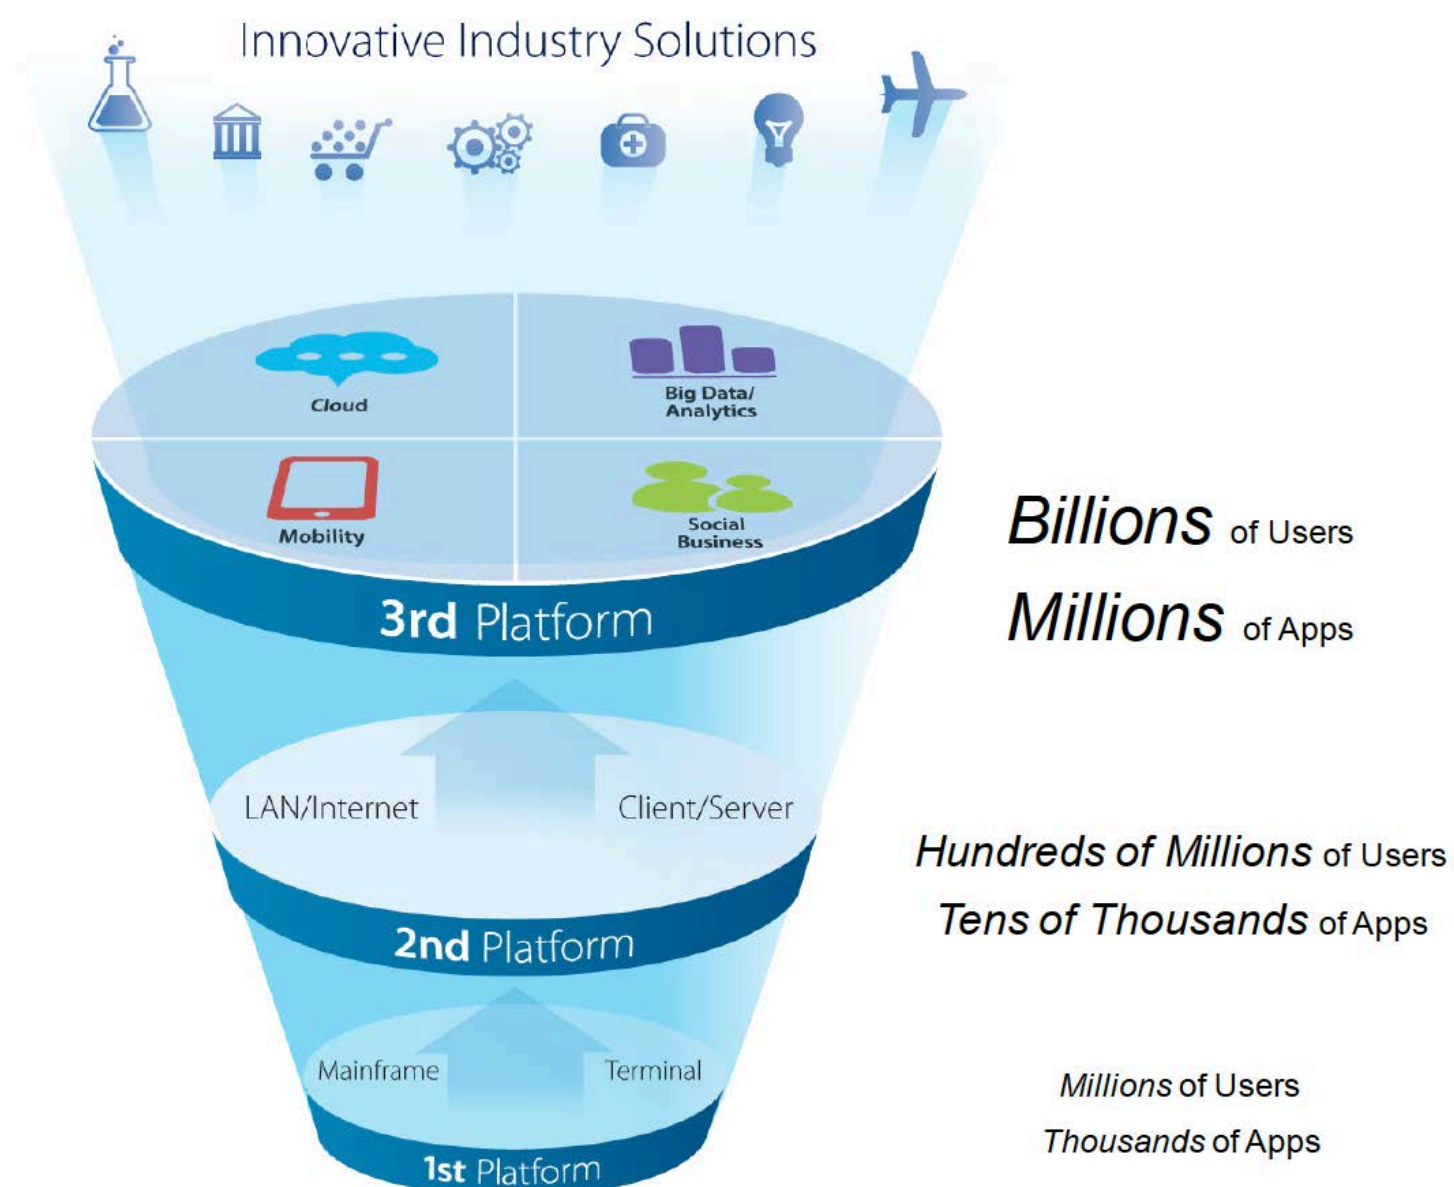 Innovative Industry Solutions
Cloud
Big Data/
Analytics
Mobility
Social
Business
3rd Platform
Billions of Users
Millions of Apps
LAN/Internet
Client/Server
2nd Platform
Hundreds of Millions of Users
Tens of Thousands of Apps
Mainframe
Terminal
1st Platform
Millions of Users
Thousands of Apps